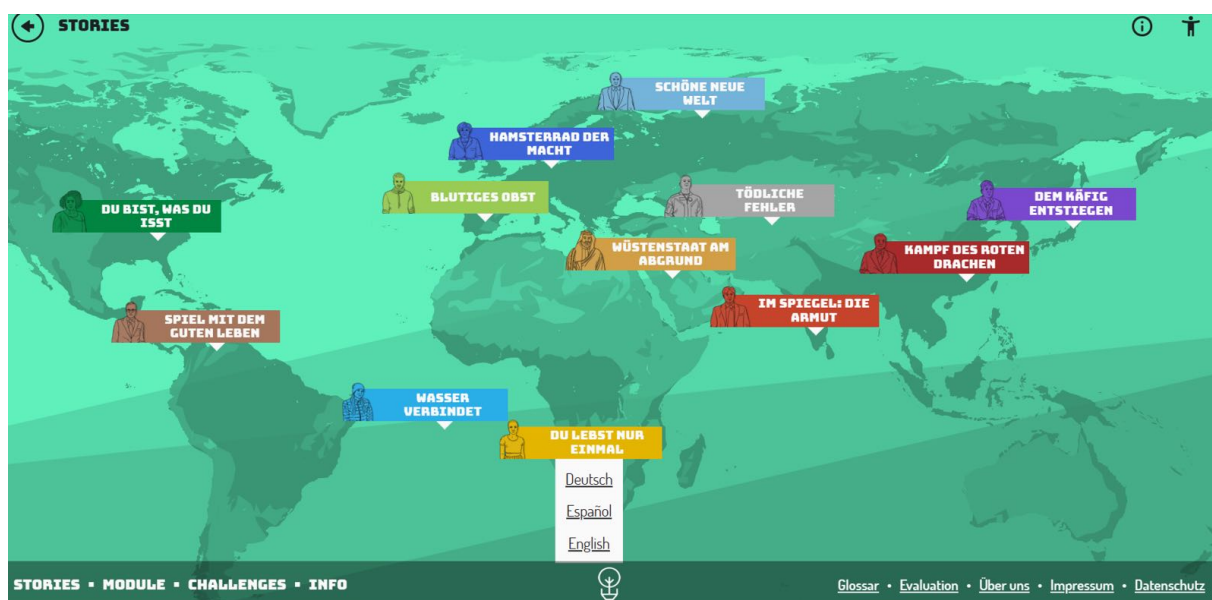 STORIES
SCHÖNE NEUE
WELT
HAMSTERRAD DER
MACHT
BLUTIGES OBST
TÖDLICHE
FEHLER
DEM KÄFIG
ENTSTIEGEN
DU BIST, WAS DU
ISST
WÜSTENSTAAT AM
ABGRUND
KAMPF DES ROTEN
DRACHEN
IM SPIEGEL: DIE
ARMUT
SPIEL MIT DEM
GUTEN LEBEN
WASSER
VERBINDET
DU LEBST NUR
EINMAL
Deutsch
Español
English
STORIES • MODULE • CHALLENGES • INFO
Glossar • Evaluation • Über uns • Impressum • Datenschutz